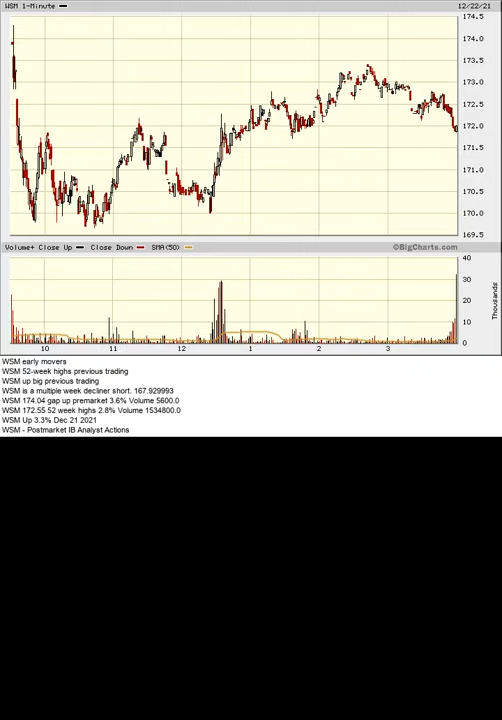 WSM 1-Minute 12/22/21
174.5
174.0
173.5
173.0
172.5
172.0
171.5
171.0
170.5
170.0
169.5
Volume+ Close Up Close Down SMA(50) ©BigCharts.com
40
30
20
10
0
Thousands
10 11 12 1 2 3
WSM early movers
WSM 52-week highs previous trading
WSM up big previous trading
WSM is a multiple week decliner short. 167.929993
WSM 174.04 gap up premarket 3.6% Volume 5600.0
WSM 172.55 52 week highs 2.8% Volume 1534800.0
WSM Up 3.3% Dec 21 2021
WSM - Postmarket IB Analyst Actions